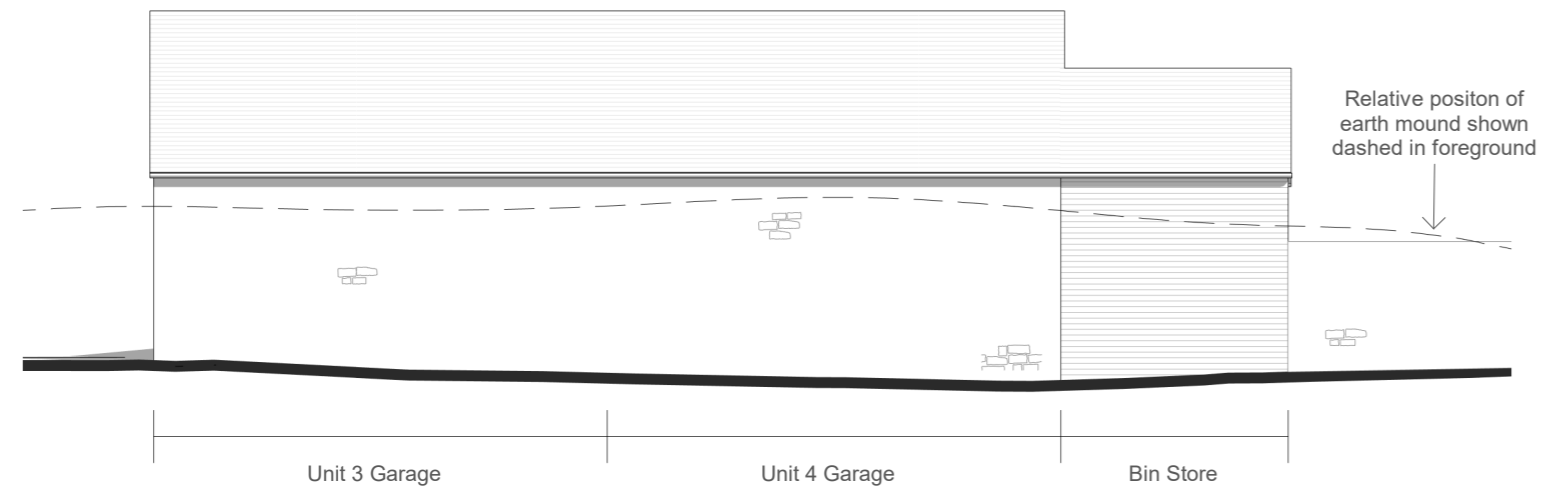 Relative positon of
earth mound shown
dashed in foreground
Unit 3 Garage
Unit 4 Garage
Bin Store